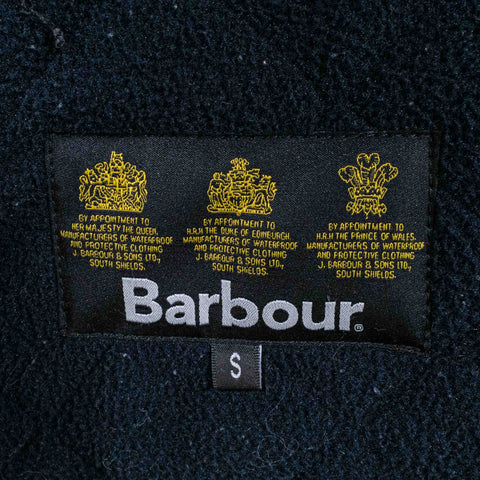 BY APPOINTMENT TO
HER MAJESTY THE QUEEN,
MANUFACTURERS OF WATERPROOF
AND PROTECTIVE CLOTHING
J. BARBOUR & SONS LTD.,
SOUTH SHIELDS.
BY APPOINTMENT TO
H.R.H. THE DUKE OF EDINBURGH,
MANUFACTURERS OF WATERPROOF
AND PROTECTIVE CLOTHING
J. BARBOUR & SONS LTD.,
SOUTH SHIELDS.
BY APPOINTMENT TO
H.R.H. THE PRINCE OF WALES,
MANUFACTURERS OF WATERPROOF
AND PROTECTIVE CLOTHING
J. BARBOUR & SONS LTD.,
SOUTH SHIELDS.
Barbour®
S